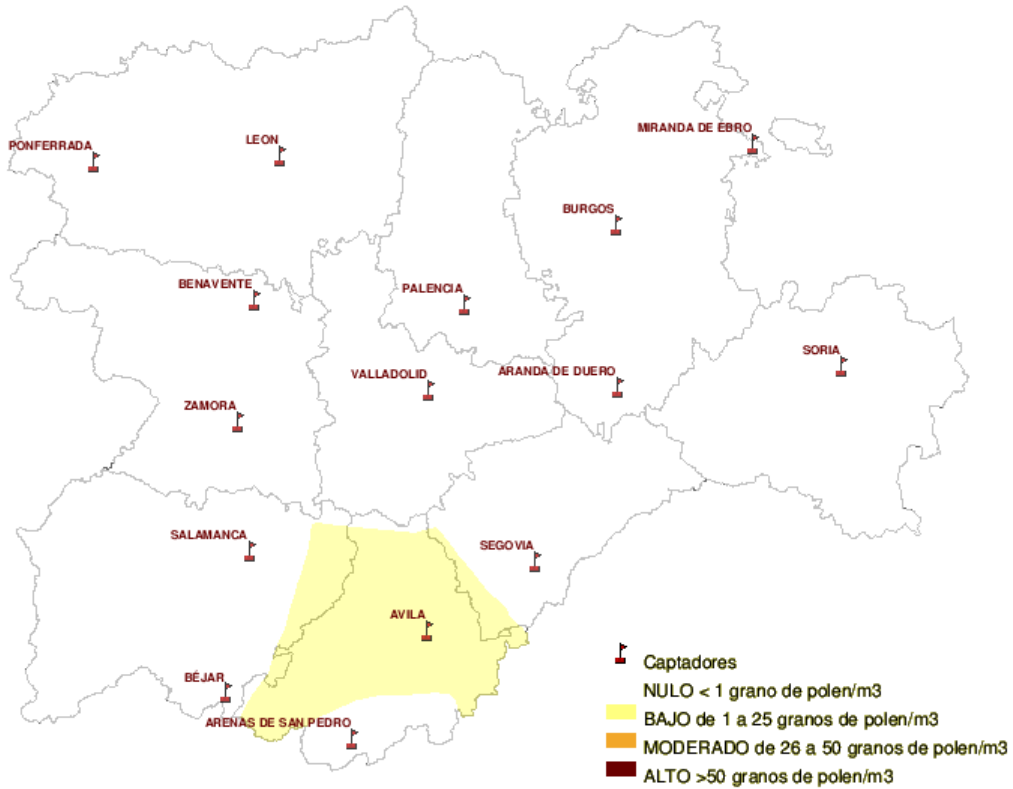 MIRANDA DE EBRO
PONFERRADA
LEON
BURGOS
BENAVENTE
PALENCIA
SORIA
VALLADOLID
ARANDA DE DUERO
ZAMORA
SALAMANCA
SEGOVIA
AVILA
BÉJAR
ARENAS DE SAN PEDRO
Captadores
NULO < 1 grano de polen/m3
BAJO de 1 a 25 granos de polen/m3
MODERADO de 26 a 50 granos de polen/m3
ALTO >50 granos de polen/m3